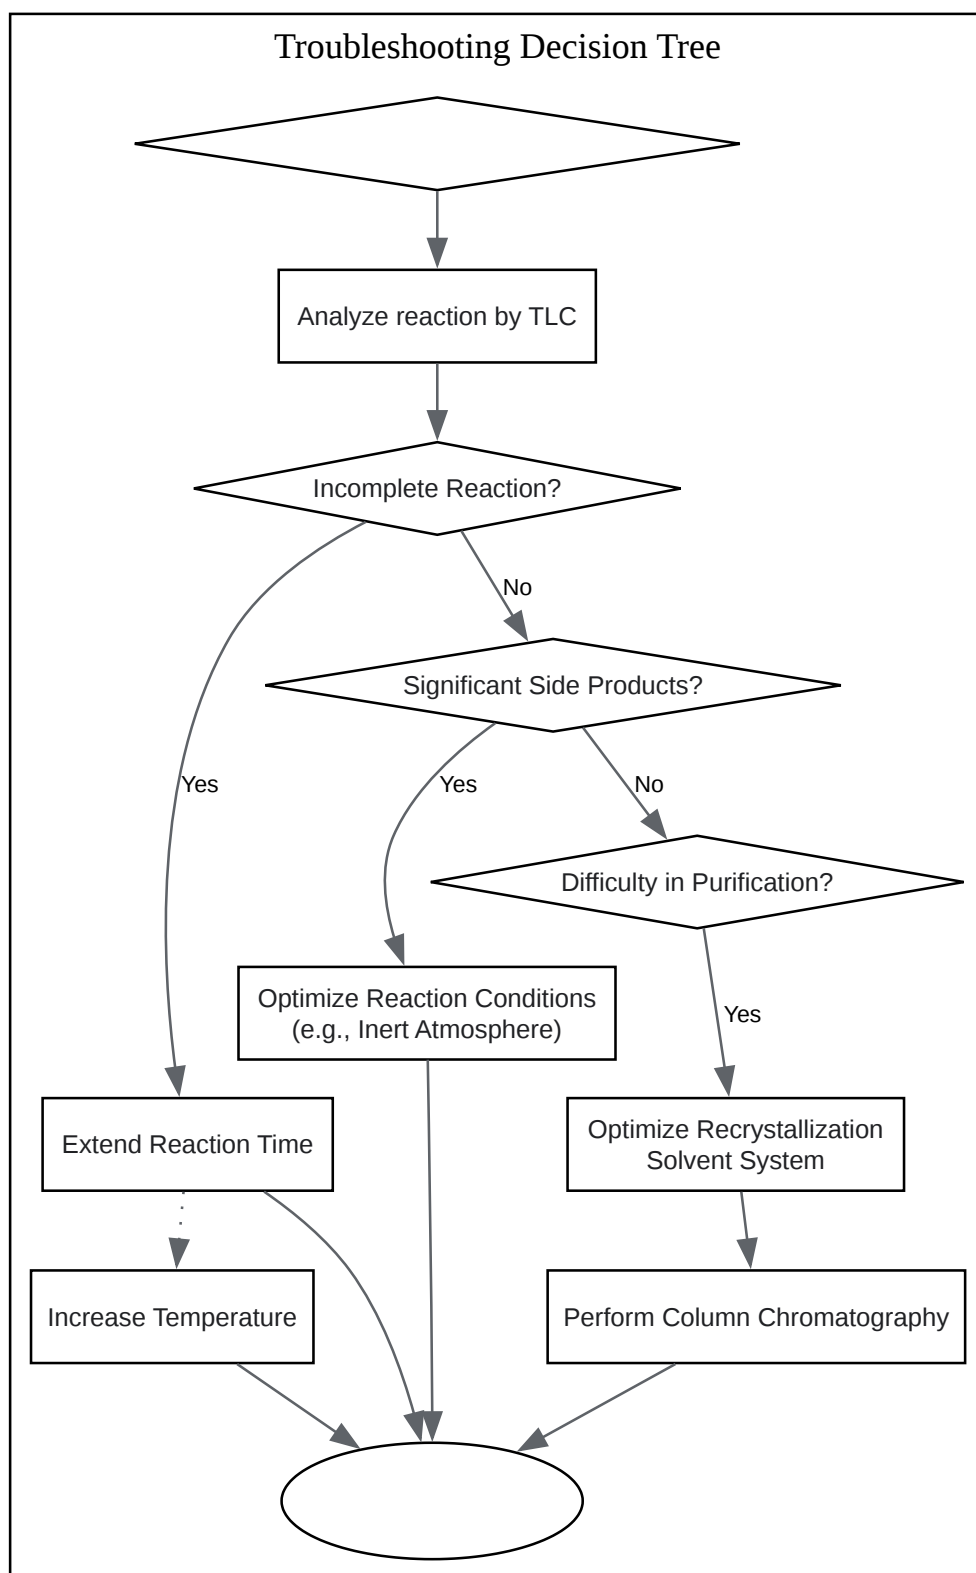 Troubleshooting Decision Tree
Analyze reaction by TLC
Incomplete Reaction?
No
Significant Side Products?
Yes
Yes
No
Difficulty in Purification?
Optimize Reaction Conditions
(e.g., Inert Atmosphere)
Yes
Extend Reaction Time
Optimize Recrystallization
Solvent System
Increase Temperature
Perform Column Chromatography